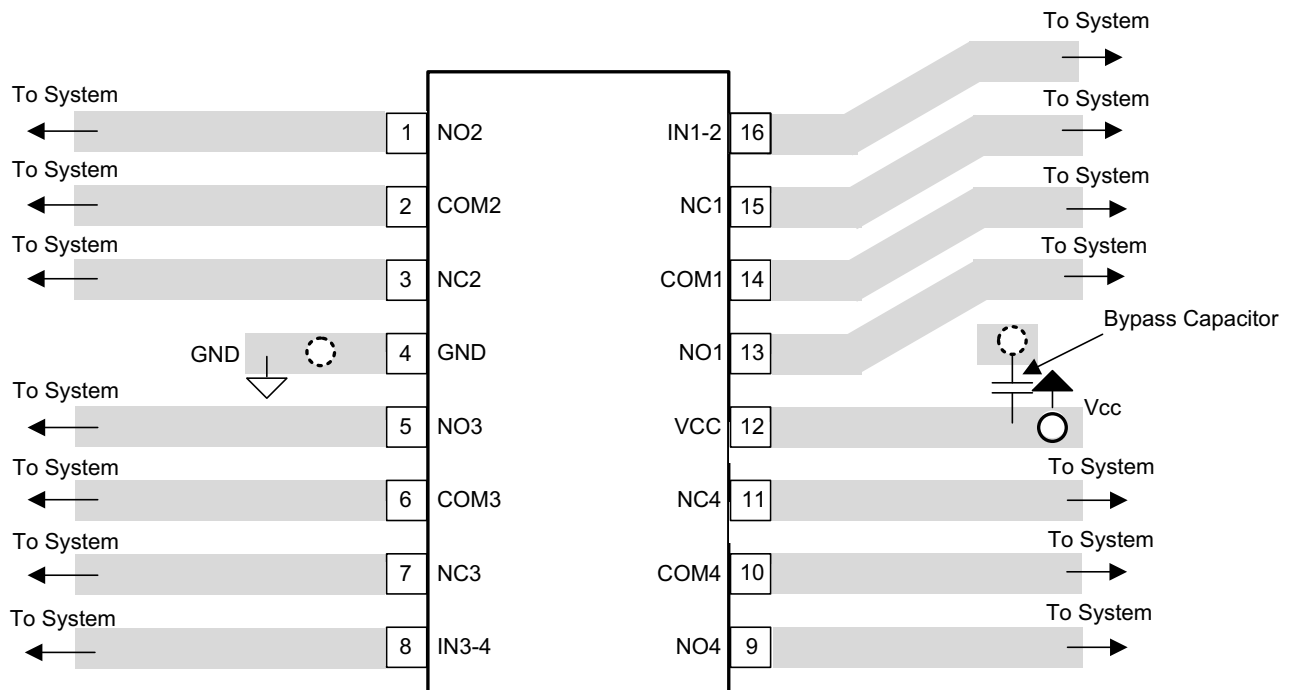 To System
To System
To System
1 NO2
IN1-2 16
To System
To System
2 COM2
NC1 15
To System
To System
3 NC2
COM1 14
Bypass Capacitor
GND
4 GND
NO1 13
To System
Vcc
5 NO3
VCC 12
To System
To System
6 COM3
NC4 11
To System
To System
7 NC3
COM4 10
To System
To System
8 IN3-4
NO4 9